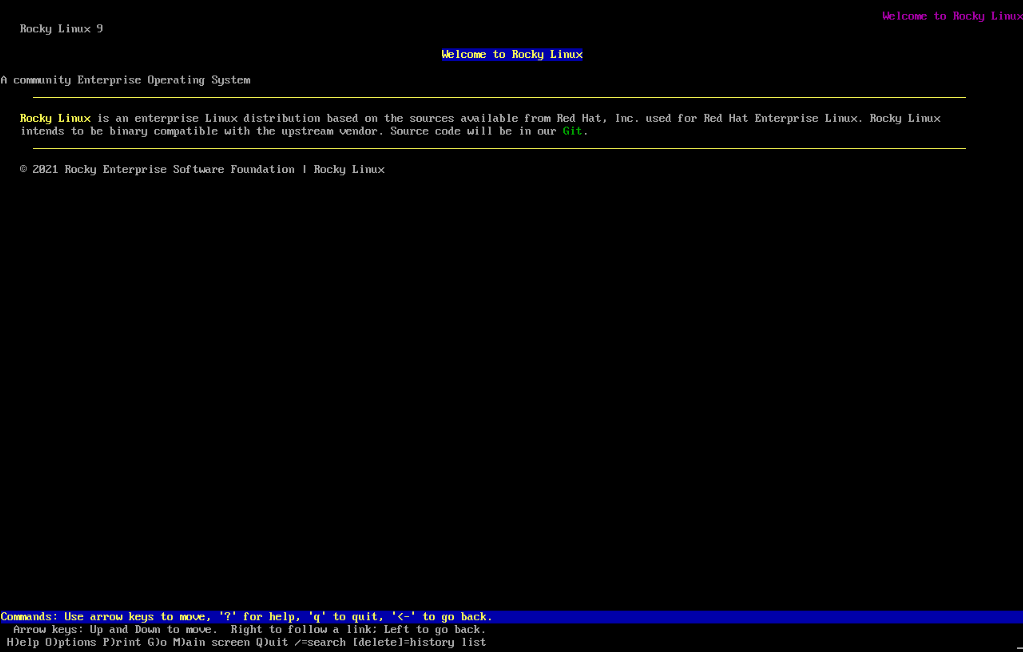 Welcome to Rocky Linux
Rocky Linux 9
Welcome to Rocky Linux
A community Enterprise Operating System
Rocky Linux is an enterprise Linux distribution based on the sources available from Red Hat, Inc. used for Red Hat Enterprise Linux. Rocky Linux
intends to be binary compatible with the upstream vendor. Source code will be in our Git.
© 2021 Rocky Enterprise Software Foundation | Rocky Linux
Commands: Use arrow keys to move, '?' for help, 'q' to quit, '<-' to go back.
Arrow keys: Up and Down to move.  Right to follow a link; Left to go back.
H)elp O)ptions P)rint G)o M)ain screen Q)uit /=search [delete]=history list